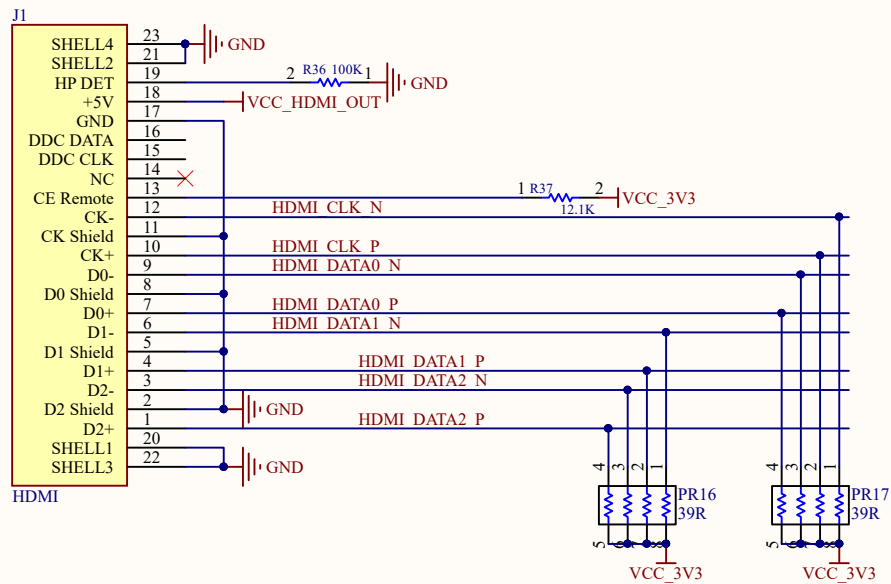 J1
SHELL4 23 GND
SHELL2 21
HP DET 19 2 R36 100K 1 GND
+5V 18 VCC_HDMI_OUT
GND 17
DDC DATA 16
DDC CLK 15
NC 14
CE Remote 13 1 R37 2 VCC_3V3
12.1K
CK- 12 HDMI_CLK_N
CK Shield 11
CK+ 10 HDMI_CLK_P
D0- 9 HDMI_DATA0_N
D0 Shield 8
D0+ 7 HDMI_DATA0_P
D1- 6 HDMI_DATA1_N
D1 Shield 5
D1+ 4 HDMI_DATA1_P
D2- 3 HDMI_DATA2_N
D2 Shield 2 GND
D2+ 1 HDMI_DATA2_P
SHELL1 20
SHELL3 22 GND
HDMI
4 3 2 1 4 3 2 1
PR16 PR17
39R 39R
5 5
VCC_3V3 VCC_3V3